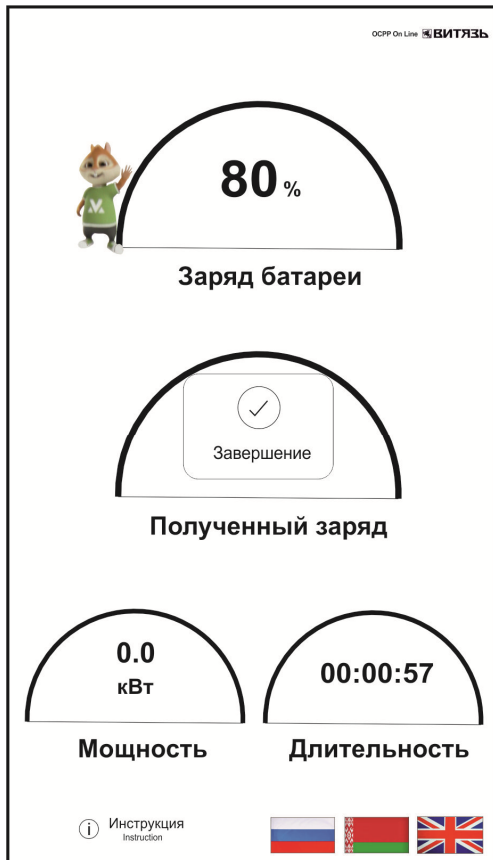 OCPP On Line ВИТЯЗЬ
80 %
Заряд батареи
Завершение
Полученный заряд
0.0
кВт
00:00:57
Мощность
Длительность
Инструкция
Instruction